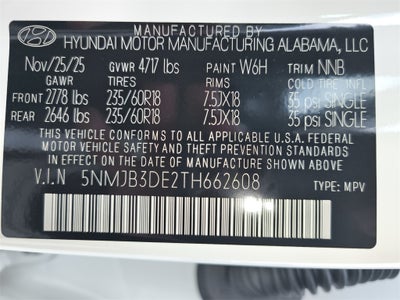 MANUFACTURED BY
HYUNDAI MOTOR MANUFACTURING ALABAMA, LLC
Nov/25/25 GVWR 4717 lbs PAINT W6H TRIM NNB
GAWR TIRES RIMS COLD TIRE INFL
FRONT 2778 lbs 235/60R18 7.5JX18 35 psi SINGLE
REAR 2646 lbs 235/60R18 7.5JX18 35 psi SINGLE
THIS VEHICLE CONFORMS TO ALL APPLICABLE U.S.A FEDERAL
MOTOR VEHICLE SAFETY AND THEFT PREVENTION STANDARDS
IN EFFECT ON THE DATE OF MANUFACTURE SHOWN ABOVE.
V.I.N 5NMJB3DE2TH662608 TYPE: MPV